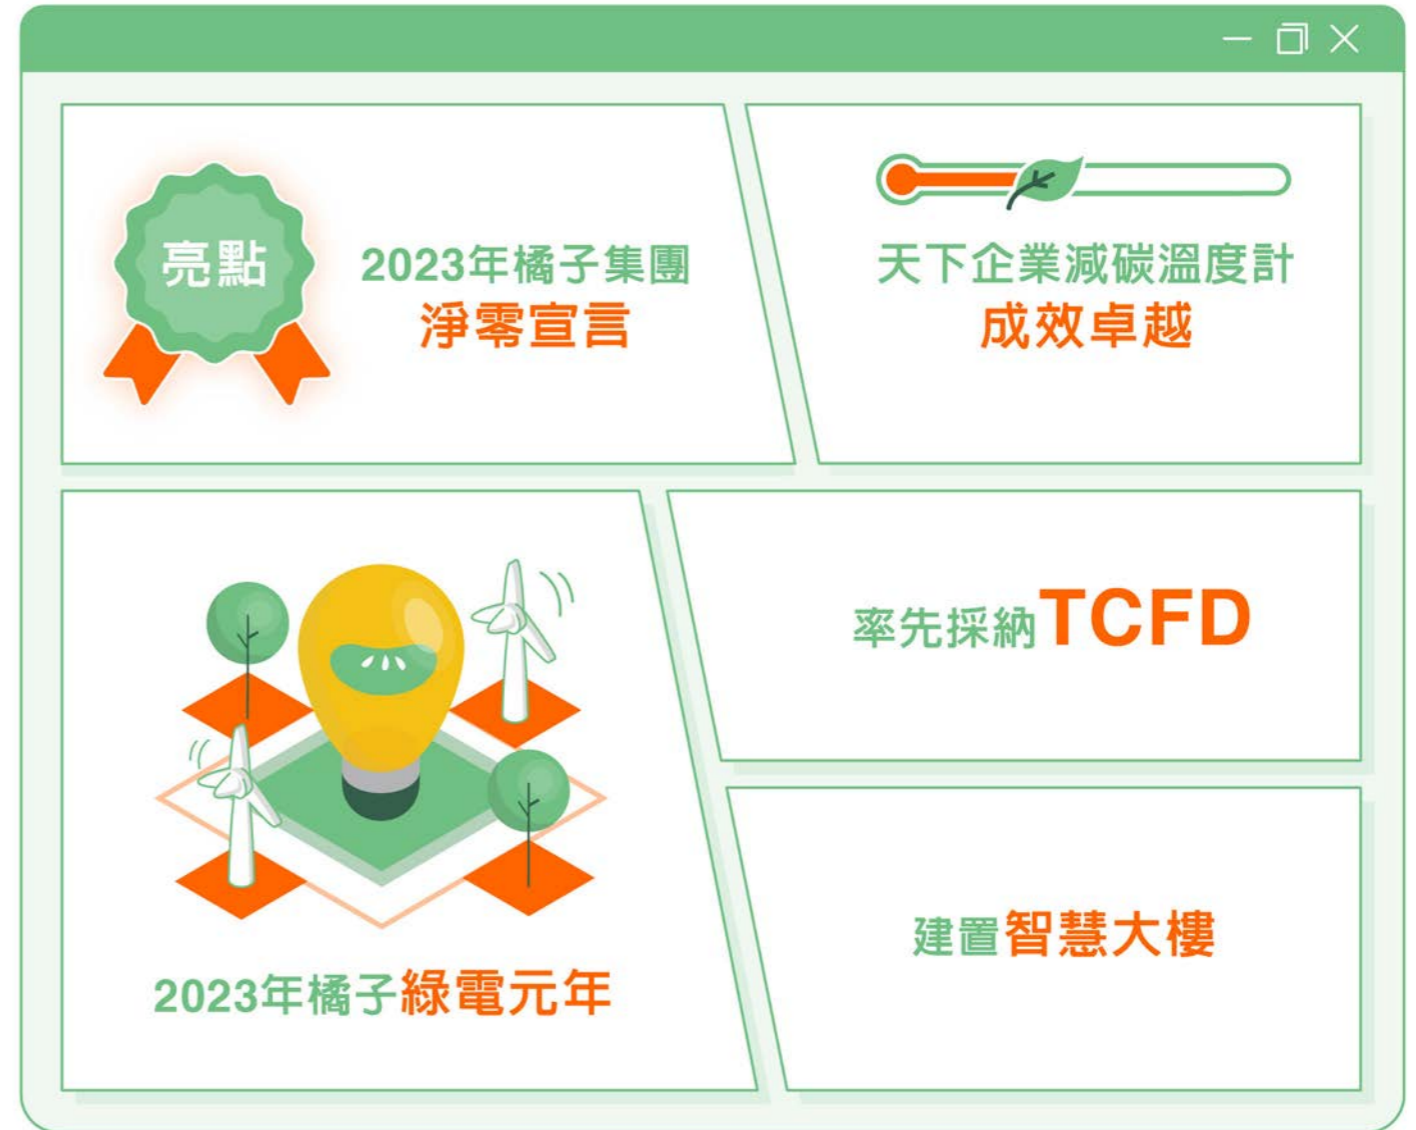 亮點
2023年橘子集團
淨零宣言
天下企業減碳溫度計
成效卓越
2023年橘子綠電元年
率先採納TCFD
建置智慧大樓